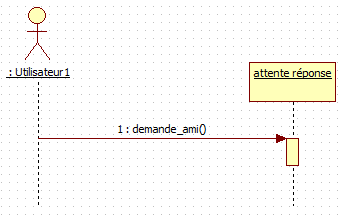 : Utilisateur1
attente réponse
1 : demande_ami()